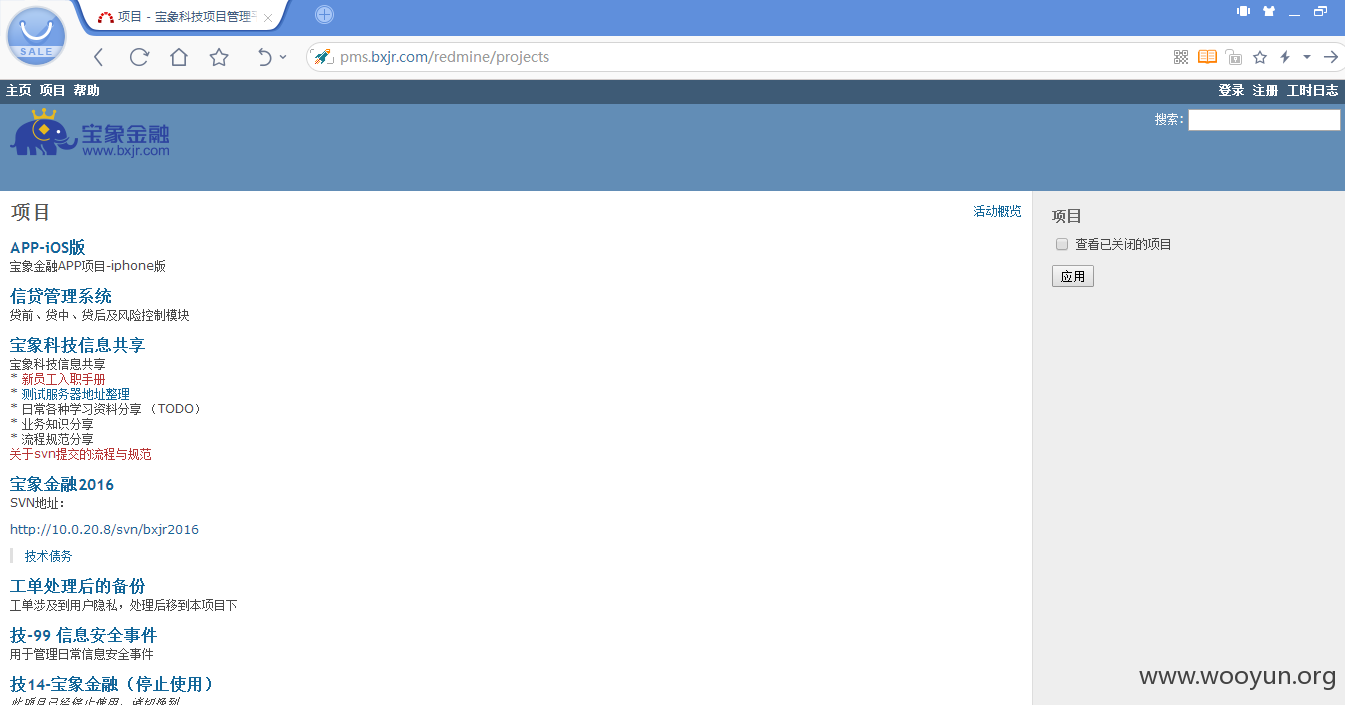 项目 - 宝象科技项目管理
SALE
pms.bxjr.com/redmine/projects
主页 项目 帮助
登录 注册 工时日志
宝象金融
www.bxjr.com
搜索:
项目
活动概览
APP-iOS版
宝象金融APP项目-iphone版
信贷管理系统
贷前、贷中、贷后及风险控制模块
宝象科技信息共享
宝象科技信息共享
* 新员工入职手册
* 测试服务器地址整理
* 日常各种学习资料分享 （TODO）
* 业务知识分享
* 流程规范分享
关于svn提交的流程与规范
宝象金融2016
SVN地址:
http://10.0.20.8/svn/bxjr2016
技术债务
工单处理后的备份
工单涉及到用户隐私，处理后移到本项目下
技-99 信息安全事件
用于管理日常信息安全事件
技14-宝象金融（停止使用）
此项目已经停止使用，请切换到
项目
查看已关闭的项目
应用
www.wooyun.org